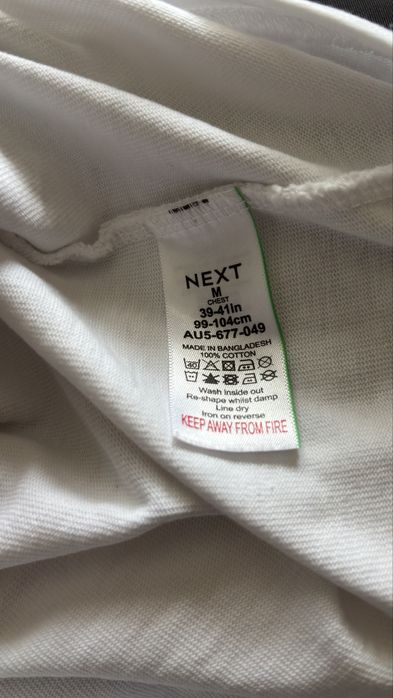 NEXT
M
CHEST
39-41in
99-104cm
AU5-677-049
MADE IN BANGLADESH
100% COTTON
40
Wash inside out
Re-shape whilst damp
Line dry
Iron on reverse
KEEP AWAY FROM FIRE